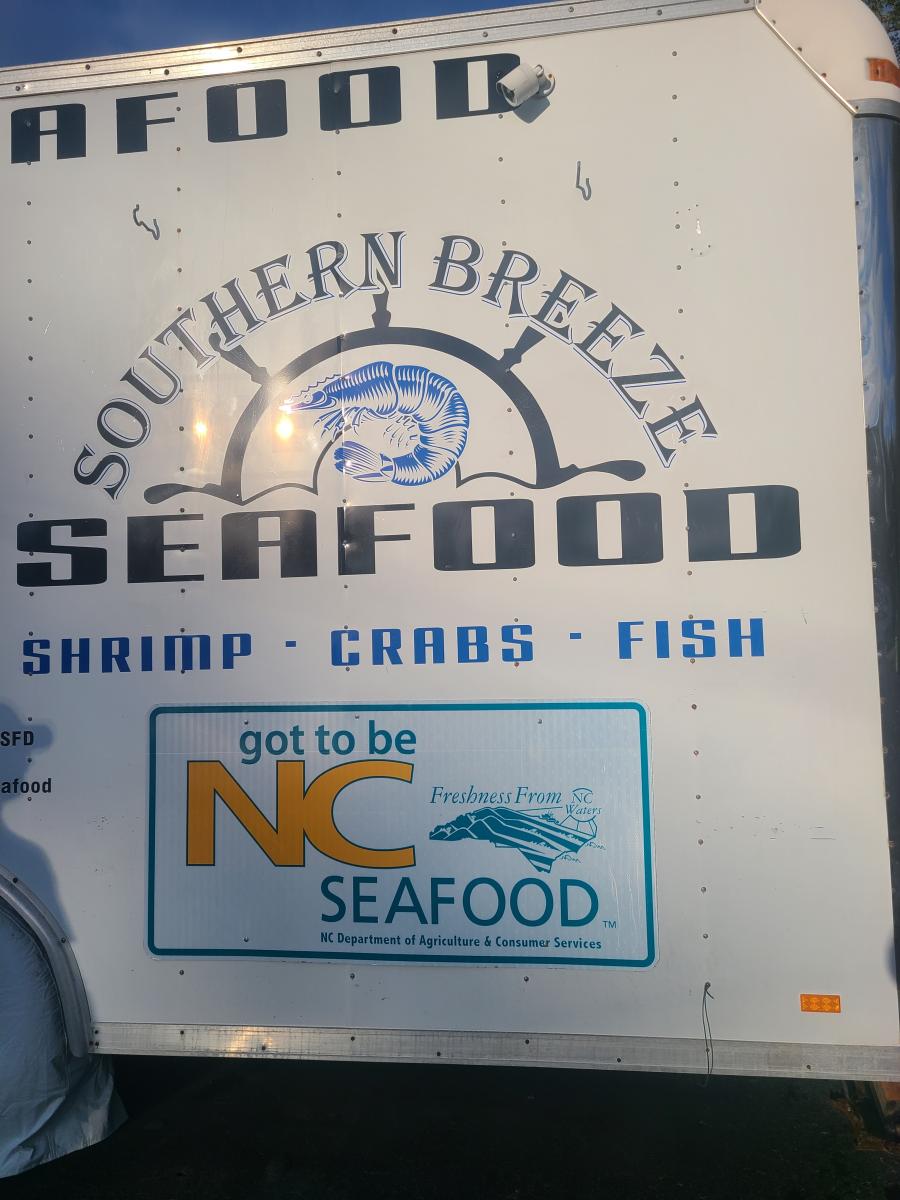 AFOOD
SOUTHERN BREEZE
SEAFOOD
SHRIMP - CRABS - FISH
SFD
afood
got to be
NC
Freshness From NC
Waters
SEAFOOD™
NC Department of Agriculture & Consumer Services